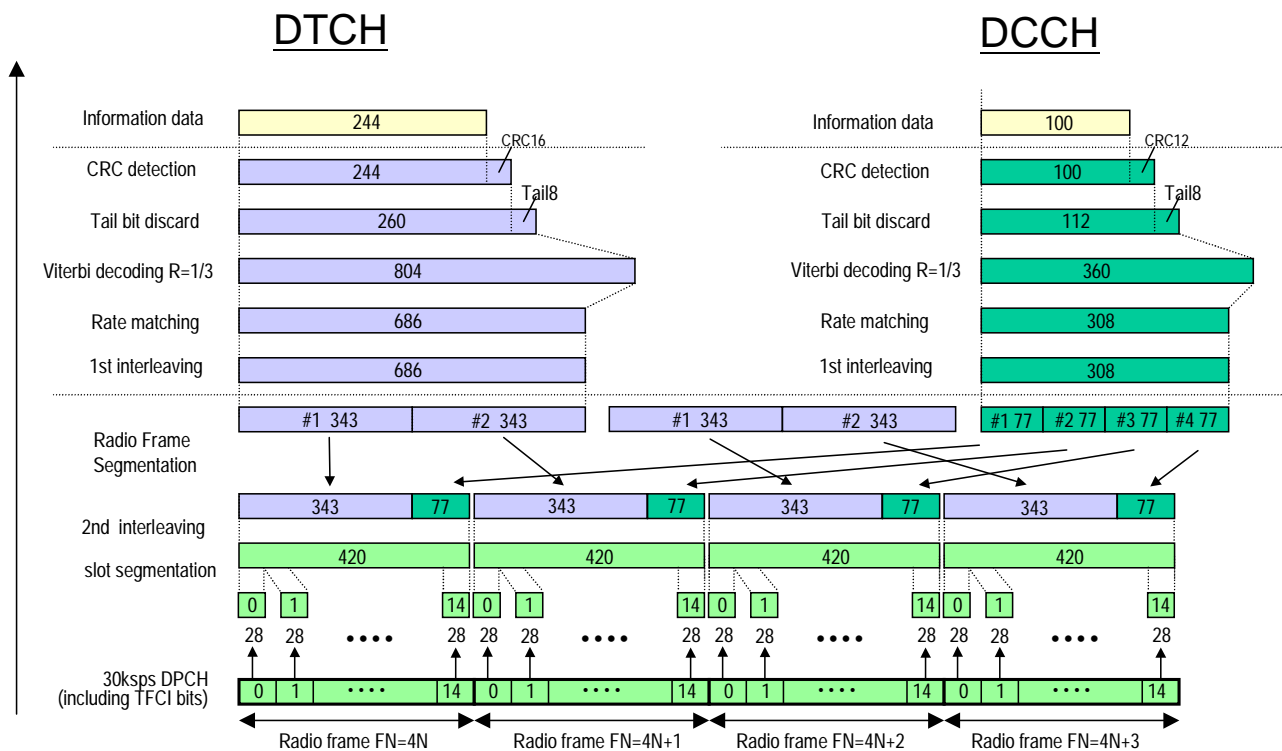 DTCH DCCH
Information data 244 Information data 100
CRC16 CRC12
CRC detection 244 CRC detection 100
Tail8 Tail8
Tail bit discard 260 Tail bit discard 112
Viterbi decoding R=1/3 804 Viterbi decoding R=1/3 360
Rate matching 686 Rate matching 308
1st interleaving 686 1st interleaving 308
#1 343 #2 343 #1 343 #2 343 #1 77 #2 77 #3 77 #4 77
Radio Frame
Segmentation
343 77 343 77 343 77 343 77
2nd interleaving
420 420 420 420
slot segmentation
0 1 14 0 1 14 0 1 14 0 1 14
28 28 •••• 28 28 28 •••• 28 28 28 •••• 28 28 28 •••• 28
30ksps DPCH
(including TFCI bits)
0 1 •••• 14 0 1 •••• 14 0 1 •••• 14 0 1 •••• 14
Radio frame FN=4N Radio frame FN=4N+1 Radio frame FN=4N+2 Radio frame FN=4N+3